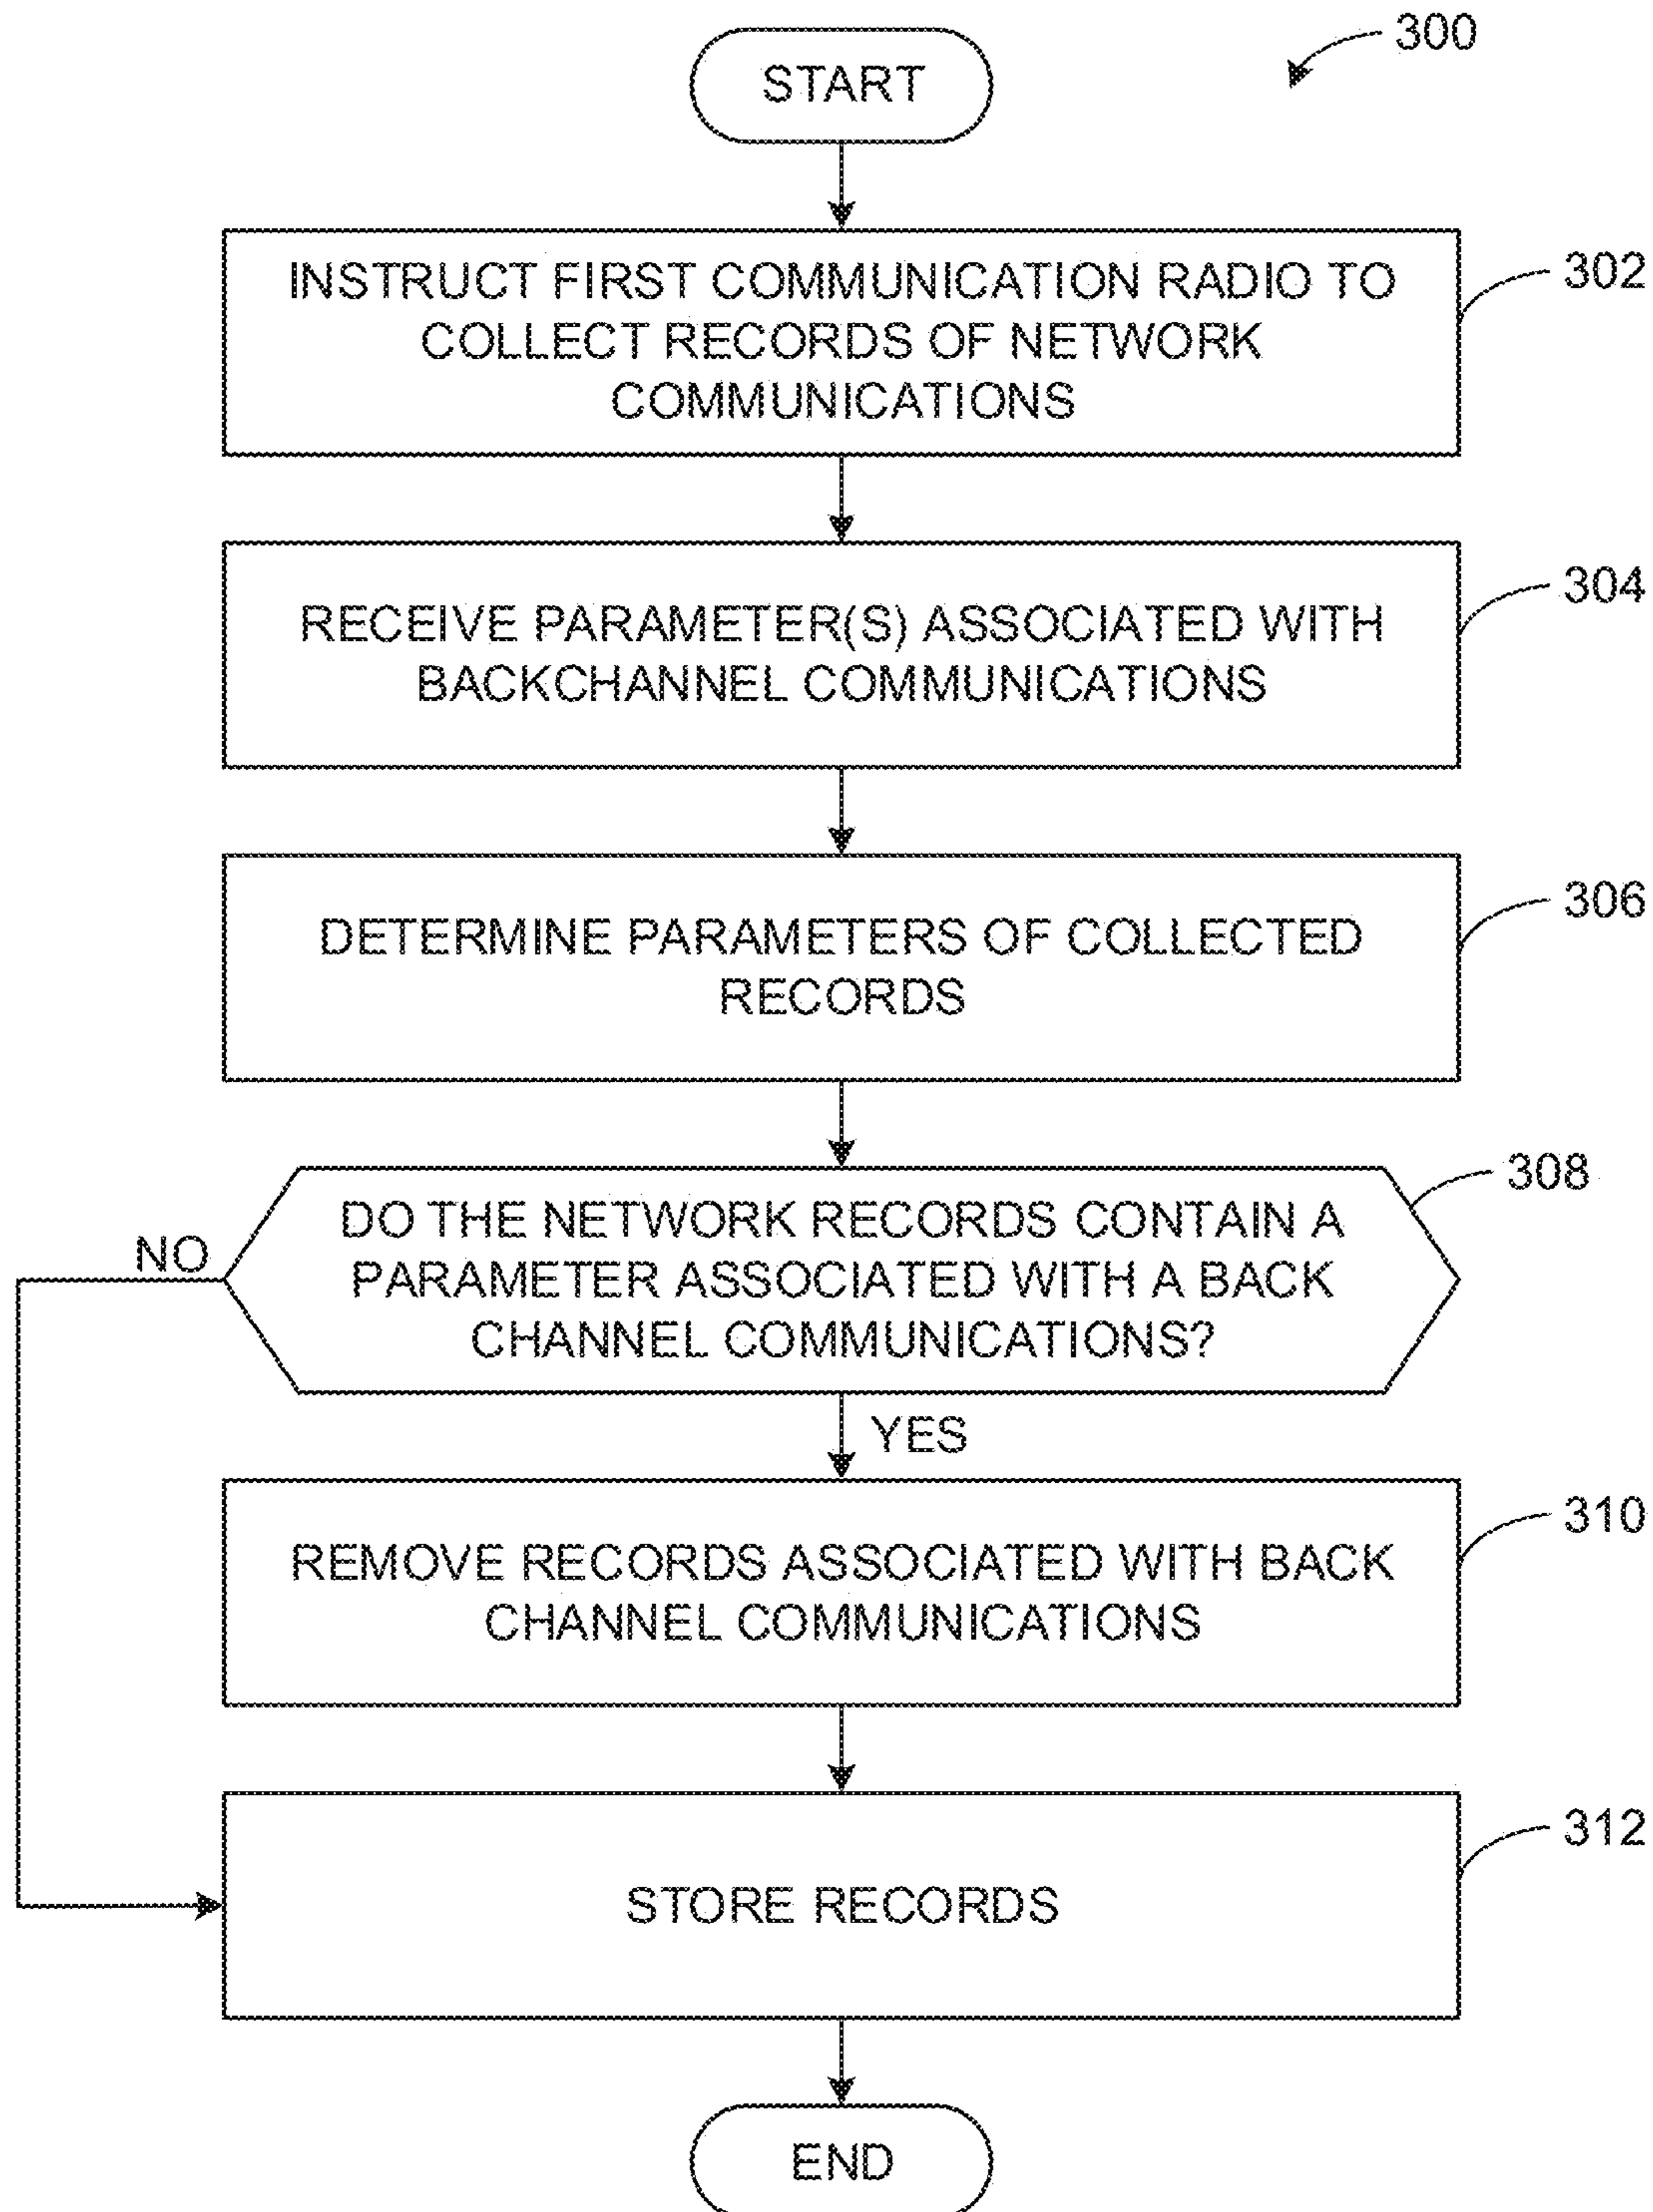 300
START
INSTRUCT FIRST COMMUNICATION RADIO TO
COLLECT RECORDS OF NETWORK
COMMUNICATIONS
302
RECEIVE PARAMETER(S) ASSOCIATED WITH
BACKCHANNEL COMMUNICATIONS
304
DETERMINE PARAMETERS OF COLLECTED
RECORDS
306
DO THE NETWORK RECORDS CONTAIN A
PARAMETER ASSOCIATED WITH A BACK
CHANNEL COMMUNICATIONS?
308
NO
YES
REMOVE RECORDS ASSOCIATED WITH BACK
CHANNEL COMMUNICATIONS
310
STORE RECORDS
312
END